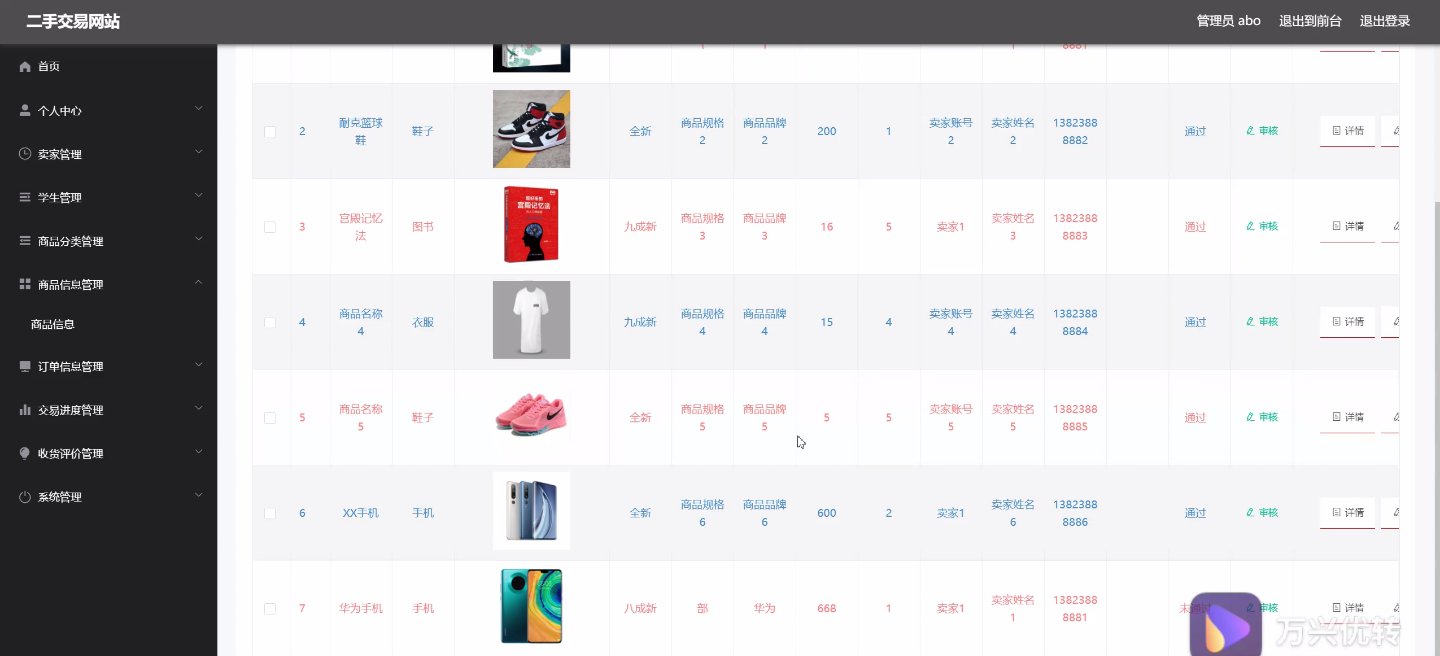 二手交易网站
管理员 abo 退出到前台 退出登录
首页
个人中心
卖家管理
学生管理
商品分类管理
商品信息管理
商品信息
订单信息管理
交易进度管理
收货评价管理
系统管理
8881
2 耐克篮球鞋 鞋子 全新 商品规格2 商品品牌2 200 1 卖家账号2 卖家姓名2 13823888882 通过 审核 详情
3 宫殿记忆法 图书 宫殿记忆法 九成新 商品规格3 商品品牌3 16 5 卖家1 卖家姓名3 13823888883 通过 审核 详情
4 商品名称4 衣服 九成新 商品规格4 商品品牌4 15 4 卖家账号4 卖家姓名4 13823888884 通过 审核 详情
5 商品名称5 鞋子 全新 商品规格5 商品品牌5 5 5 卖家账号5 卖家姓名5 13823888885 通过 审核 详情
6 XX手机 手机 全新 商品规格6 商品品牌6 600 2 卖家1 卖家姓名6 13823888886 通过 审核 详情
7 华为手机 手机 八成新 部 华为 668 1 卖家1 卖家姓名1 13823888881 未通过 审核 详情
万兴优转